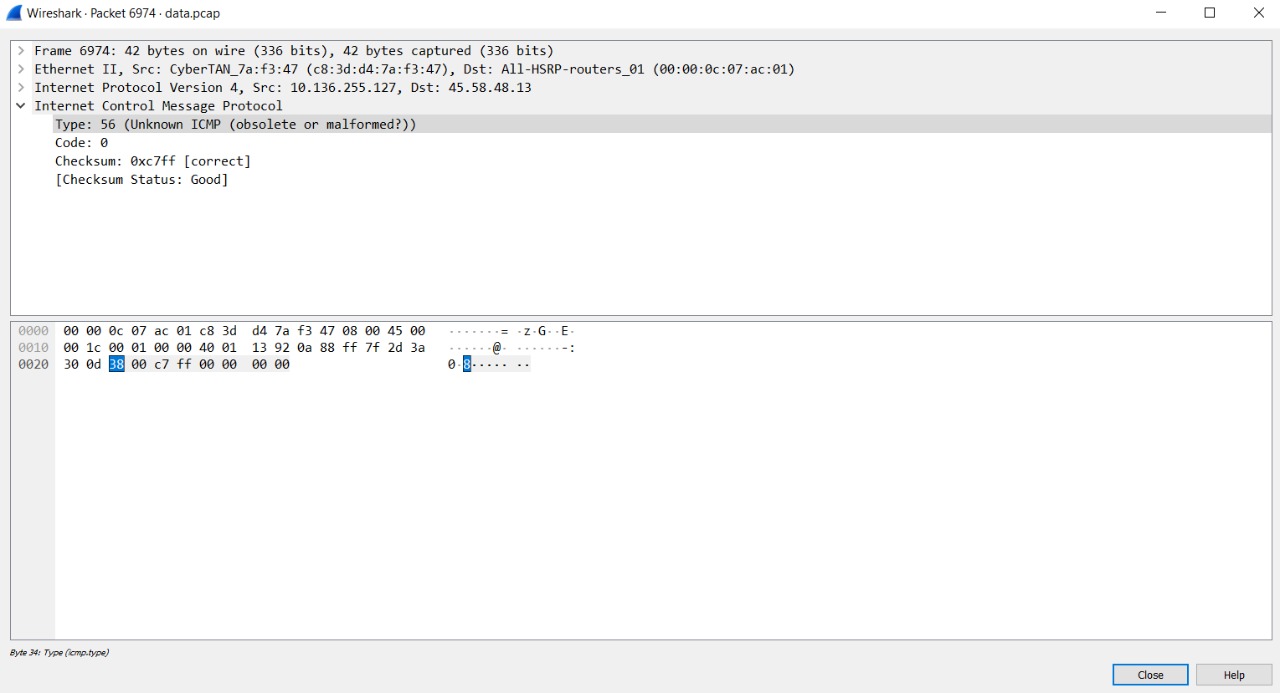 Wireshark · Packet 6974 · data.pcap
Frame 6974: 42 bytes on wire (336 bits), 42 bytes captured (336 bits)
Ethernet II, Src: CyberTAN_7a:f3:47 (c8:3d:d4:7a:f3:47), Dst: All-HSRP-routers_01 (00:00:0c:07:ac:01)
Internet Protocol Version 4, Src: 10.136.255.127, Dst: 45.58.48.13
Internet Control Message Protocol
Type: 56 (Unknown ICMP (obsolete or malformed?))
Code: 0
Checksum: 0xc7ff [correct]
[Checksum Status: Good]
0000 00 00 0c 07 ac 01 c8 3d d4 7a f3 47 08 00 45 00 ·······= ·z·G··E·
0010 00 1c 00 01 00 00 40 01 13 92 0a 88 ff 7f 2d 3a ······@· ······-:
0020 30 0d 38 00 c7 ff 00 00 00 00 0·8····· ··
Byte 34: Type (icmp.type)
Close Help